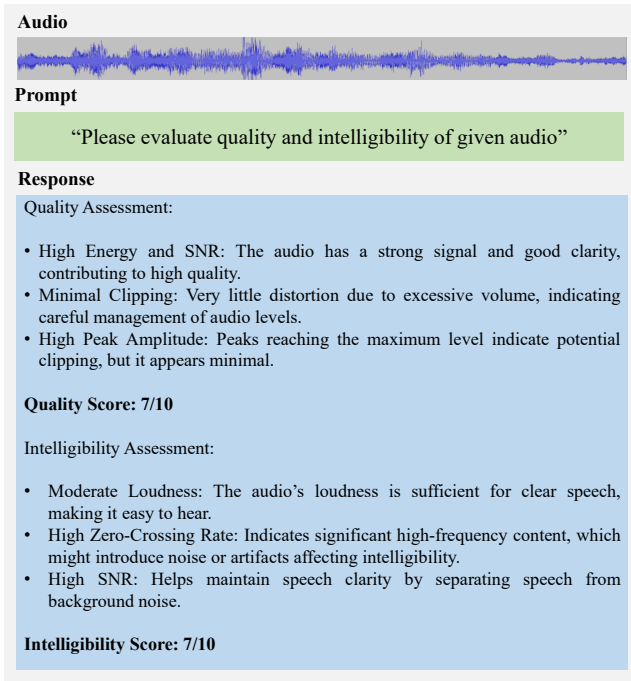 Audio
Prompt
“Please evaluate quality and intelligibility of given audio”
Response
Quality Assessment:
• High Energy and SNR: The audio has a strong signal and good clarity,
contributing to high quality.
• Minimal Clipping: Very little distortion due to excessive volume, indicating
careful management of audio levels.
• High Peak Amplitude: Peaks reaching the maximum level indicate potential
clipping, but it appears minimal.
Quality Score: 7/10
Intelligibility Assessment:
• Moderate Loudness: The audio’s loudness is sufficient for clear speech,
making it easy to hear.
• High Zero-Crossing Rate: Indicates significant high-frequency content, which
might introduce noise or artifacts affecting intelligibility.
• High SNR: Helps maintain speech clarity by separating speech from
background noise.
Intelligibility Score: 7/10